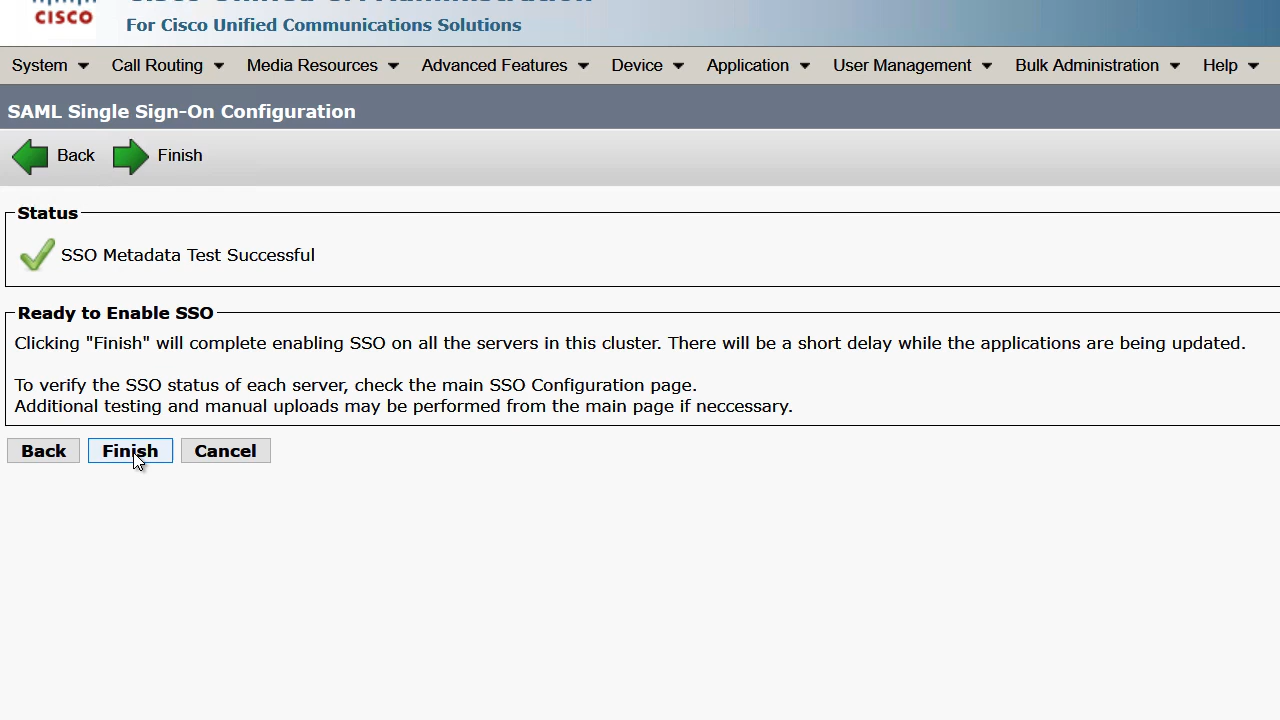 CISCO
For Cisco Unified Communications Solutions
System Call Routing Media Resources Advanced Features Device Application User Management Bulk Administration Help
SAML Single Sign-On Configuration
Back Finish
Status
SSO Metadata Test Successful
Ready to Enable SSO
Clicking "Finish" will complete enabling SSO on all the servers in this cluster. There will be a short delay while the applications are being updated.
To verify the SSO status of each server, check the main SSO Configuration page.
Additional testing and manual uploads may be performed from the main page if neccessary.
Back Finish Cancel